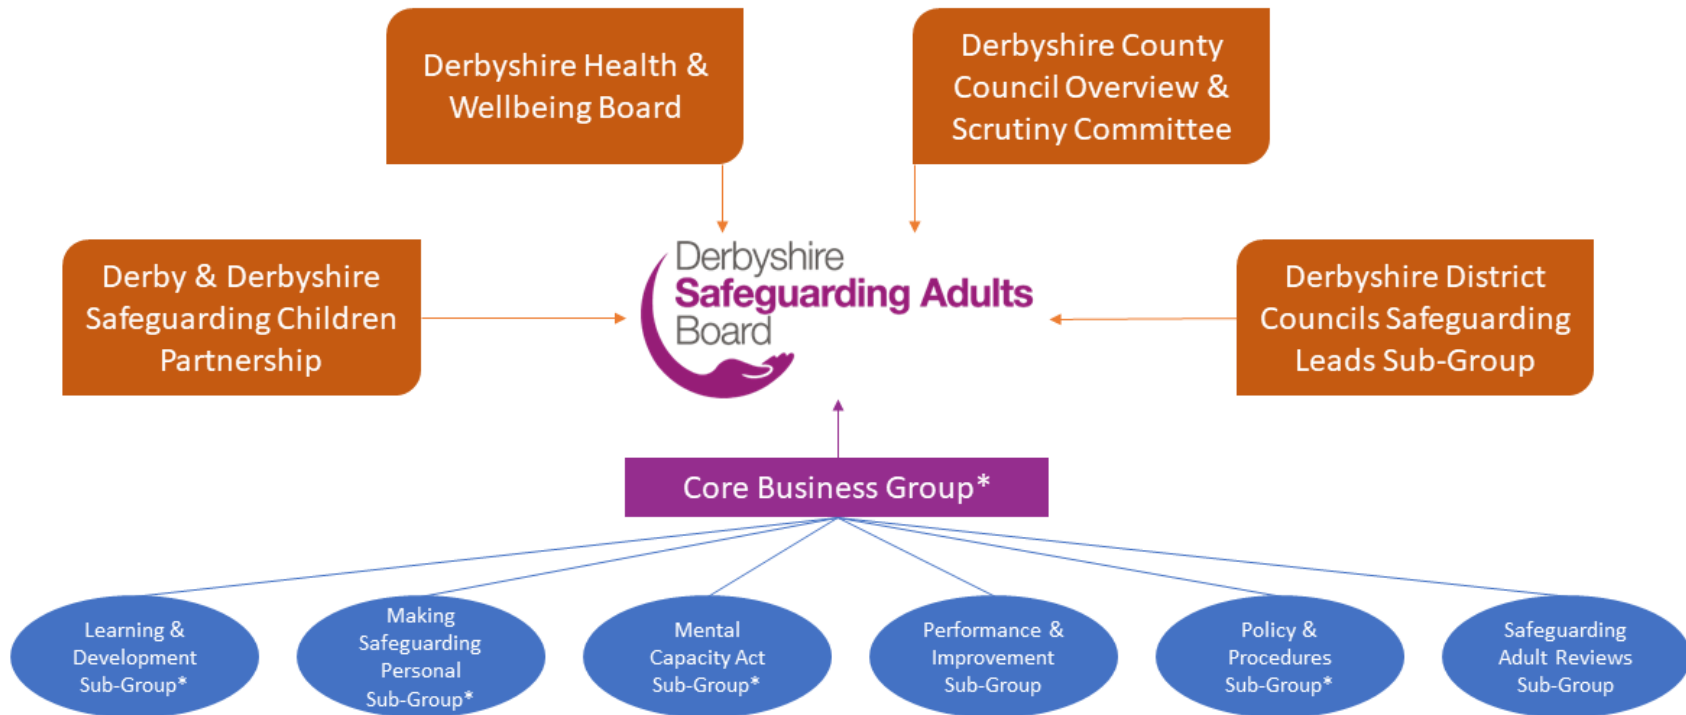 Derbyshire Health &
Wellbeing Board
Derbyshire County
Council Overview &
Scrutiny Committee
Derby & Derbyshire
Safeguarding Children
Partnership
Derbyshire
Safeguarding Adults
Board
Derbyshire District
Councils Safeguarding
Leads Sub-Group
Core Business Group*
Learning &
Development
Sub-Group*
Making
Safeguarding
Personal
Sub-Group*
Mental
Capacity Act
Sub-Group*
Performance &
Improvement
Sub-Group
Policy &
Procedures
Sub-Group*
Safeguarding
Adult Reviews
Sub-Group